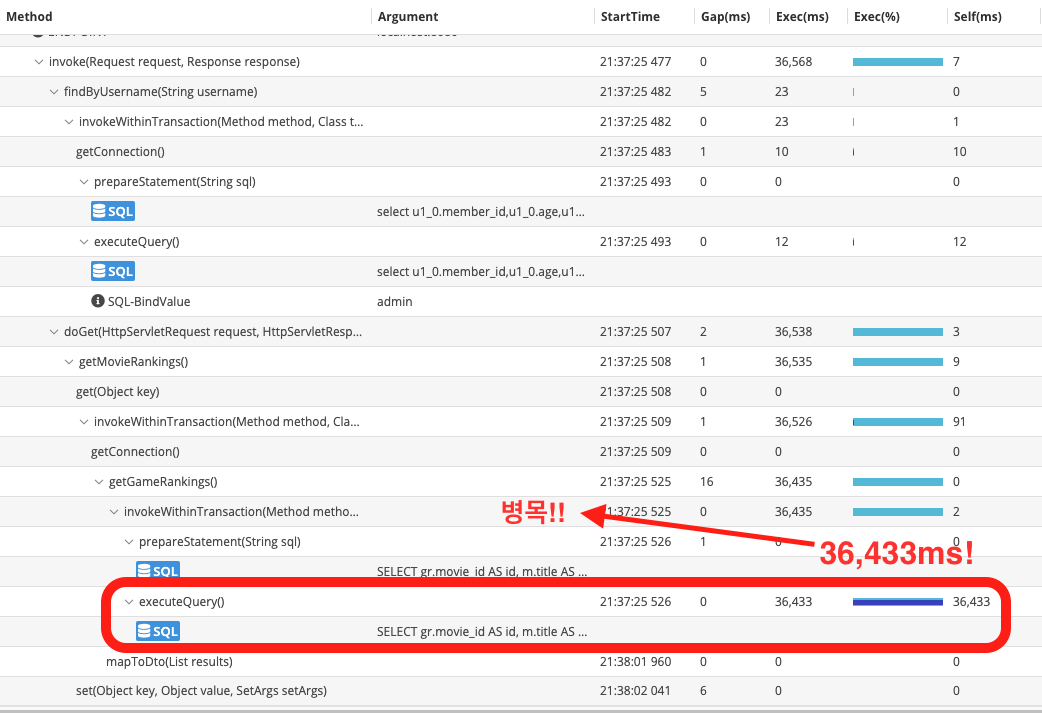 Method Argument StartTime Gap(ms) Exec(ms) Exec(%) Self(ms)
invoke(Request request, Response response) 21:37:25 477 0 36,568 7
findByUsername(String username) 21:37:25 482 5 23 0
invokeWithinTransaction(Method method, Class t... 21:37:25 482 0 23 1
getConnection() 21:37:25 483 1 10 10
prepareStatement(String sql) 21:37:25 493 0 0 0
SQL select u1_0.member_id,u1_0.age,u1...
executeQuery() 21:37:25 493 0 12 12
SQL select u1_0.member_id,u1_0.age,u1...
SQL-BindValue admin
doGet(HttpServletRequest request, HttpServletResp... 21:37:25 507 2 36,538 3
getMovieRankings() 21:37:25 508 1 36,535 9
get(Object key) 21:37:25 508 0 0 0
invokeWithinTransaction(Method method, Cla... 21:37:25 509 1 36,526 91
getConnection() 21:37:25 509 0 0 0
getGameRankings() 21:37:25 525 16 36,435 0
invokeWithinTransaction(Method metho... 병목!! 21:37:25 525 0 36,435 2
prepareStatement(String sql) 21:37:25 526 1 0 0
36,433ms!
SQL SELECT gr.movie_id AS id, m.title AS ...
executeQuery() 21:37:25 526 0 36,433 36,433
SQL SELECT gr.movie_id AS id, m.title AS ...
mapToDto(List results) 21:38:01 960 0 0 0
set(Object key, Object value, SetArgs setArgs) 21:38:02 041 6 0 0